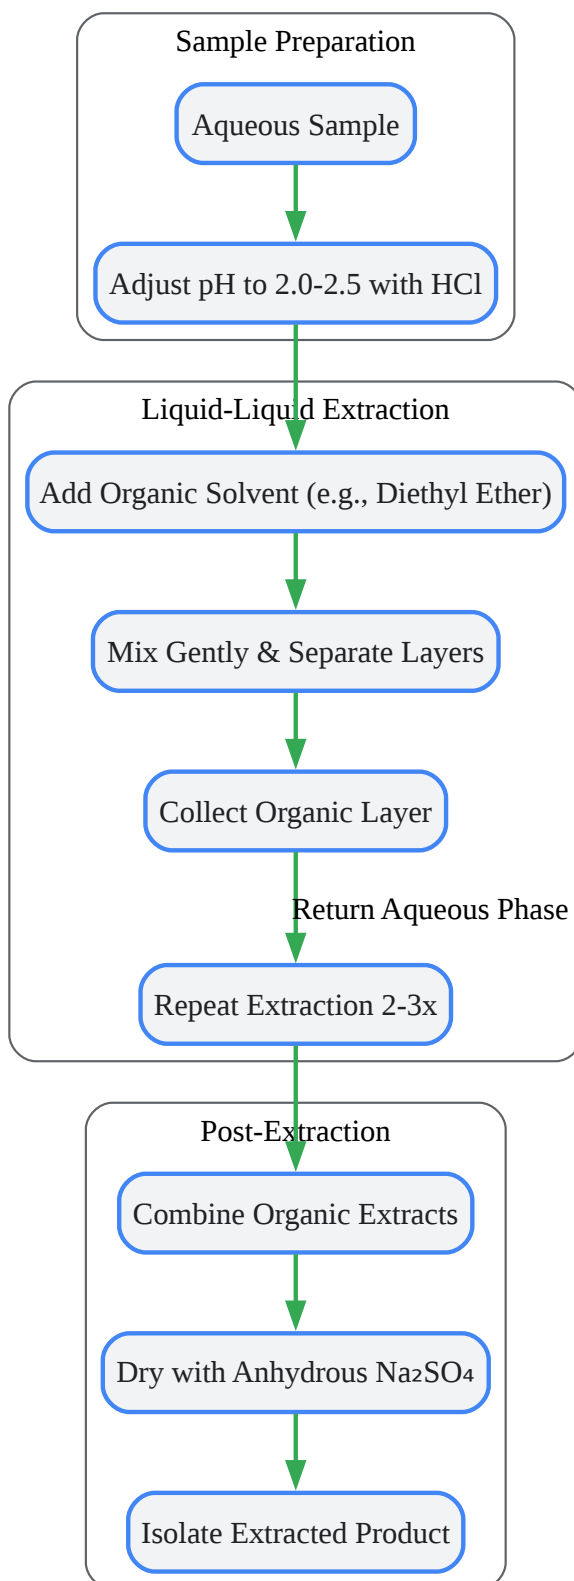 Sample Preparation
Aqueous Sample
Adjust pH to 2.0-2.5 with HCl
Liquid-Liquid Extraction
Add Organic Solvent (e.g., Diethyl Ether)
Mix Gently & Separate Layers
Collect Organic Layer
Return Aqueous Phase
Repeat Extraction 2-3x
Post-Extraction
Combine Organic Extracts
Dry with Anhydrous Na₂SO₄
Isolate Extracted Product